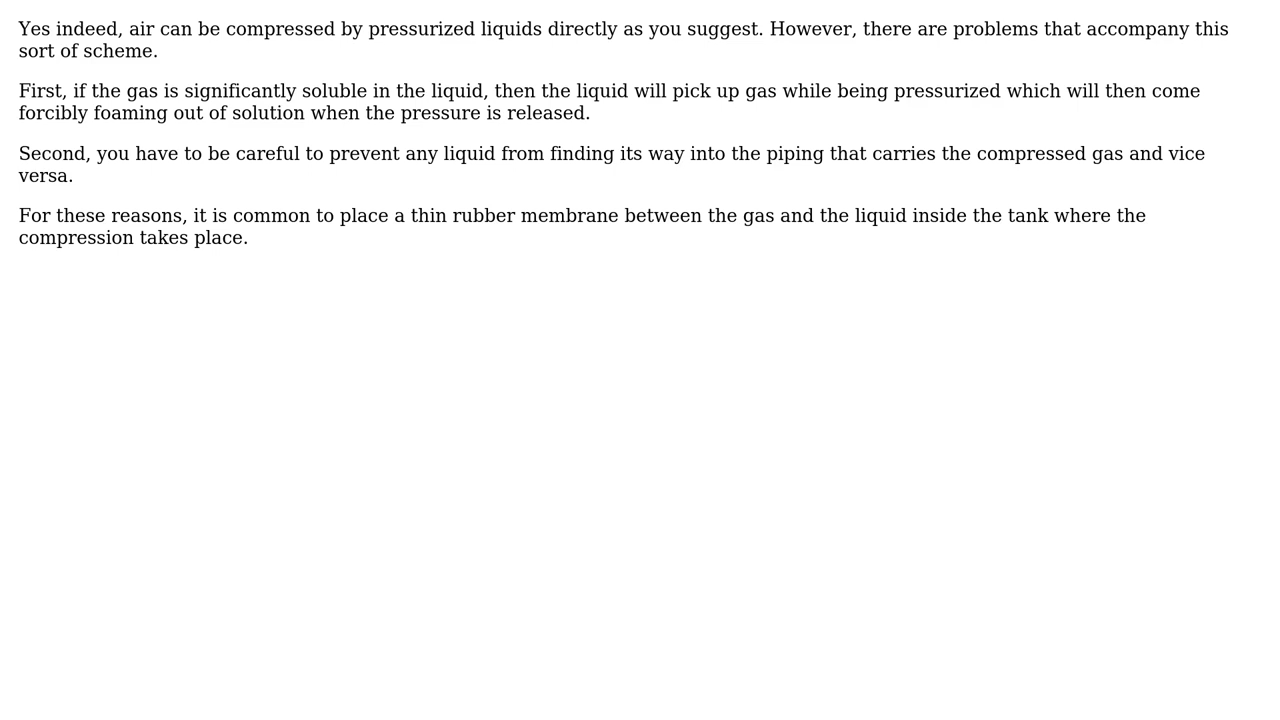 Yes indeed, air can be compressed by pressurized liquids directly as you suggest. However, there are problems that accompany this
sort of scheme.
First, if the gas is significantly soluble in the liquid, then the liquid will pick up gas while being pressurized which will then come
forcibly foaming out of solution when the pressure is released.
Second, you have to be careful to prevent any liquid from finding its way into the piping that carries the compressed gas and vice
versa.
For these reasons, it is common to place a thin rubber membrane between the gas and the liquid inside the tank where the
compression takes place.